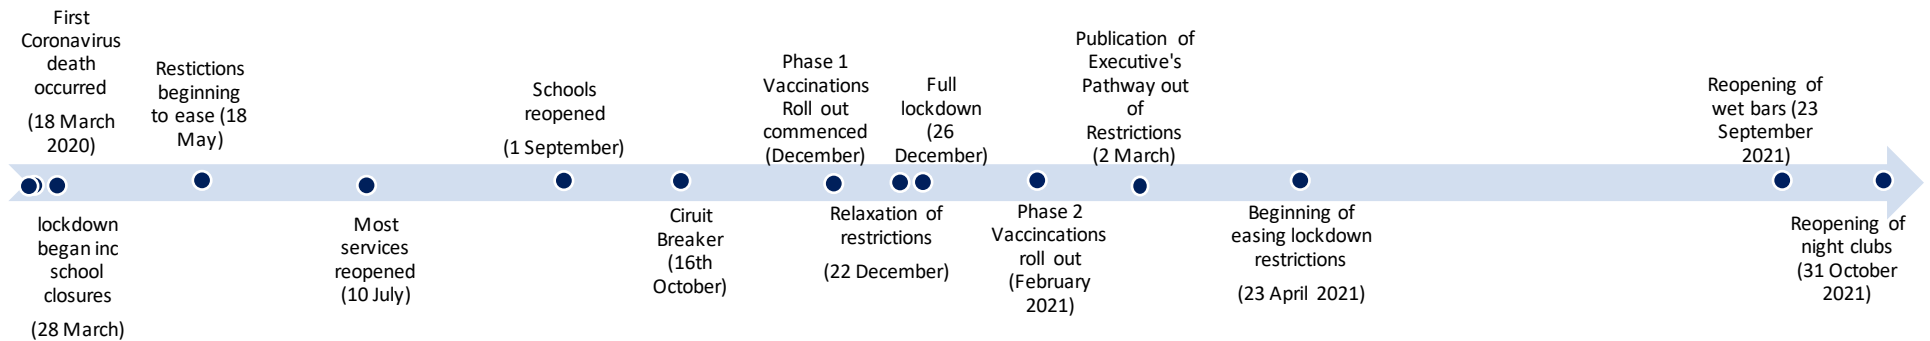 First
Coronavirus
death
occurred
(18 March
2020)
lockdown
began inc
school
closures
(28 March)
Restictions
beginning
to ease (18
May)
Most
services
reopened
(10 July)
Schools
reopened
(1 September)
Ciruit
Breaker
(16th
October)
Phase 1
Vaccinations
Roll out
commenced
(December)
Relaxation of
restrictions
(22 December)
Full
lockdown
(26
December)
Phase 2
Vaccincations
roll out
(February
2021)
Publication of
Executive's
Pathway out
of
Restrictions
(2 March)
Beginning of
easing lockdown
restrictions
(23 April 2021)
Reopening of
wet bars (23
September
2021)
Reopening of
night clubs
(31 October
2021)